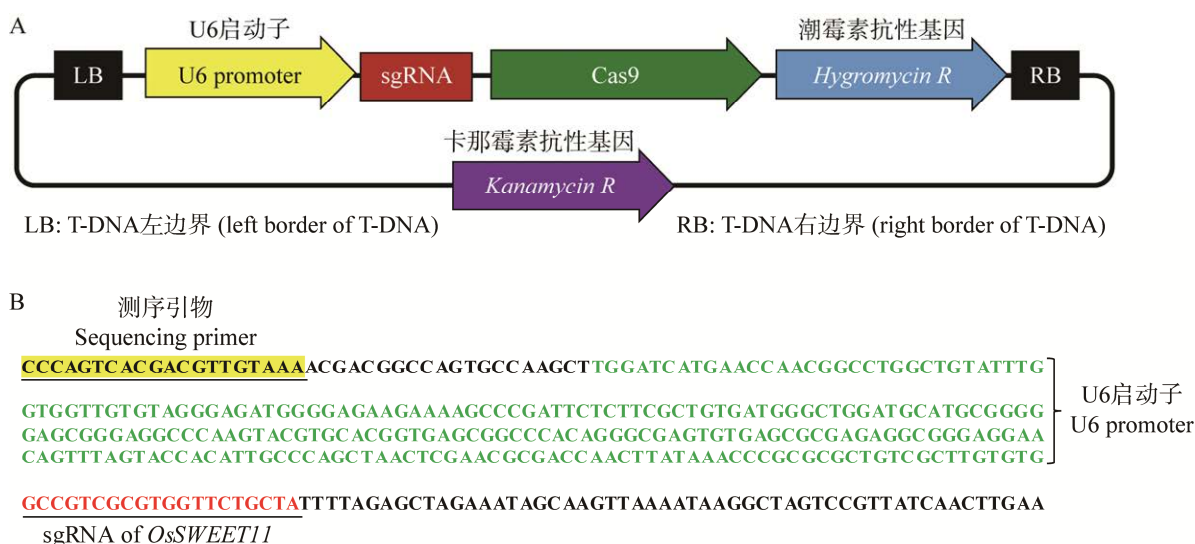 A
U6启动子
潮霉素抗性基因
LB
U6 promoter
sgRNA
Cas9
Hygromycin R
RB
卡那霉素抗性基因
Kanamycin R
LB: T-DNA左边界 (left border of T-DNA)
RB: T-DNA右边界 (right border of T-DNA)
B
测序引物
Sequencing primer
CCCAGTCACGACGTTGTAAAACGACGGCCAGTGCCAAGCTTGGATCATGAACCAACGGCCTGGCTGTATTTG
GTGGTTGTGTAGGGAGATGGGGAGAAGAAAAGCCCGATTCTCTTCGCTGTGATGGGCTGGATGCATGCGGGG
GAGCGGGAGGCCCAAGTACGTGCACGGTGAGCGGCCCACAGGGCGAGTGTGAGCGCGAGAGGCGGGAGGAA
CAGTTTAGTACCACATTGCCCAGCTAACTCGAACGCGACCAACTTATAAACCCGCGCGCTGTCGCTTGTGTG
U6启动子
U6 promoter
GCCGTCGCGTGGTTCTGCTATTTTAGAGCTAGAAATAGCAAGTTAAAATAAGGCTAGTCCGTTATCAACTTGAA
sgRNA of OsSWEET11